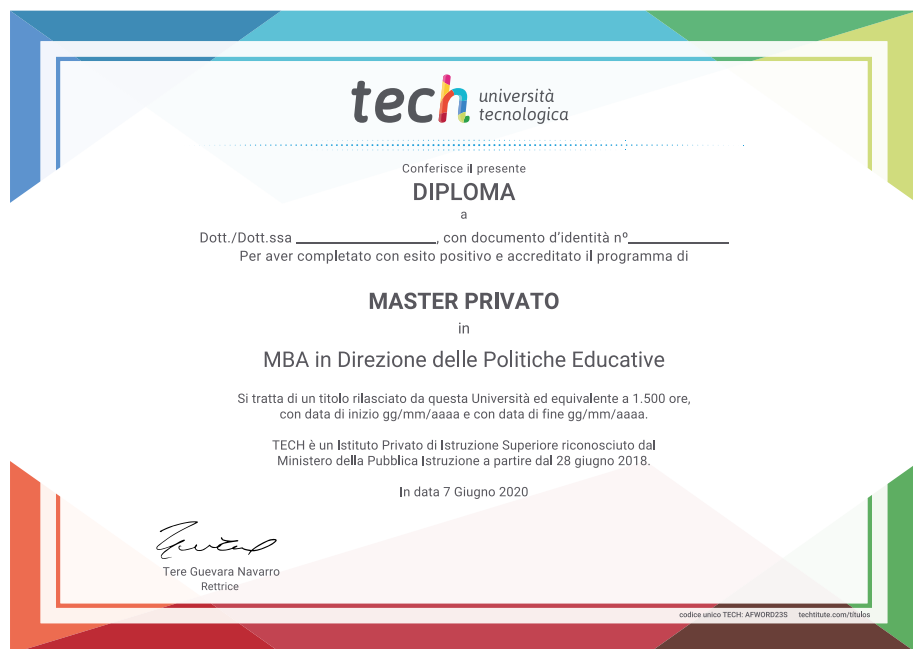 tech università
tecnologica
Conferisce il presente
DIPLOMA
a
Dott./Dott.ssa ____________________, con documento d'identità nº______________
Per aver completato con esito positivo e accreditato il programma di
MASTER PRIVATO
in
MBA in Direzione delle Politiche Educative
Si tratta di un titolo rilasciato da questa Università ed equivalente a 1.500 ore,
con data di inizio gg/mm/aaaa e con data di fine gg/mm/aaaa.
TECH è un Istituto Privato di Istruzione Superiore riconosciuto dal
Ministero della Pubblica Istruzione a partire dal 28 giugno 2018.
In data 7 Giugno 2020
Tere Guevara Navarro
Rettrice
codice unico TECH: AFWORD23S techtitute.com/titulos